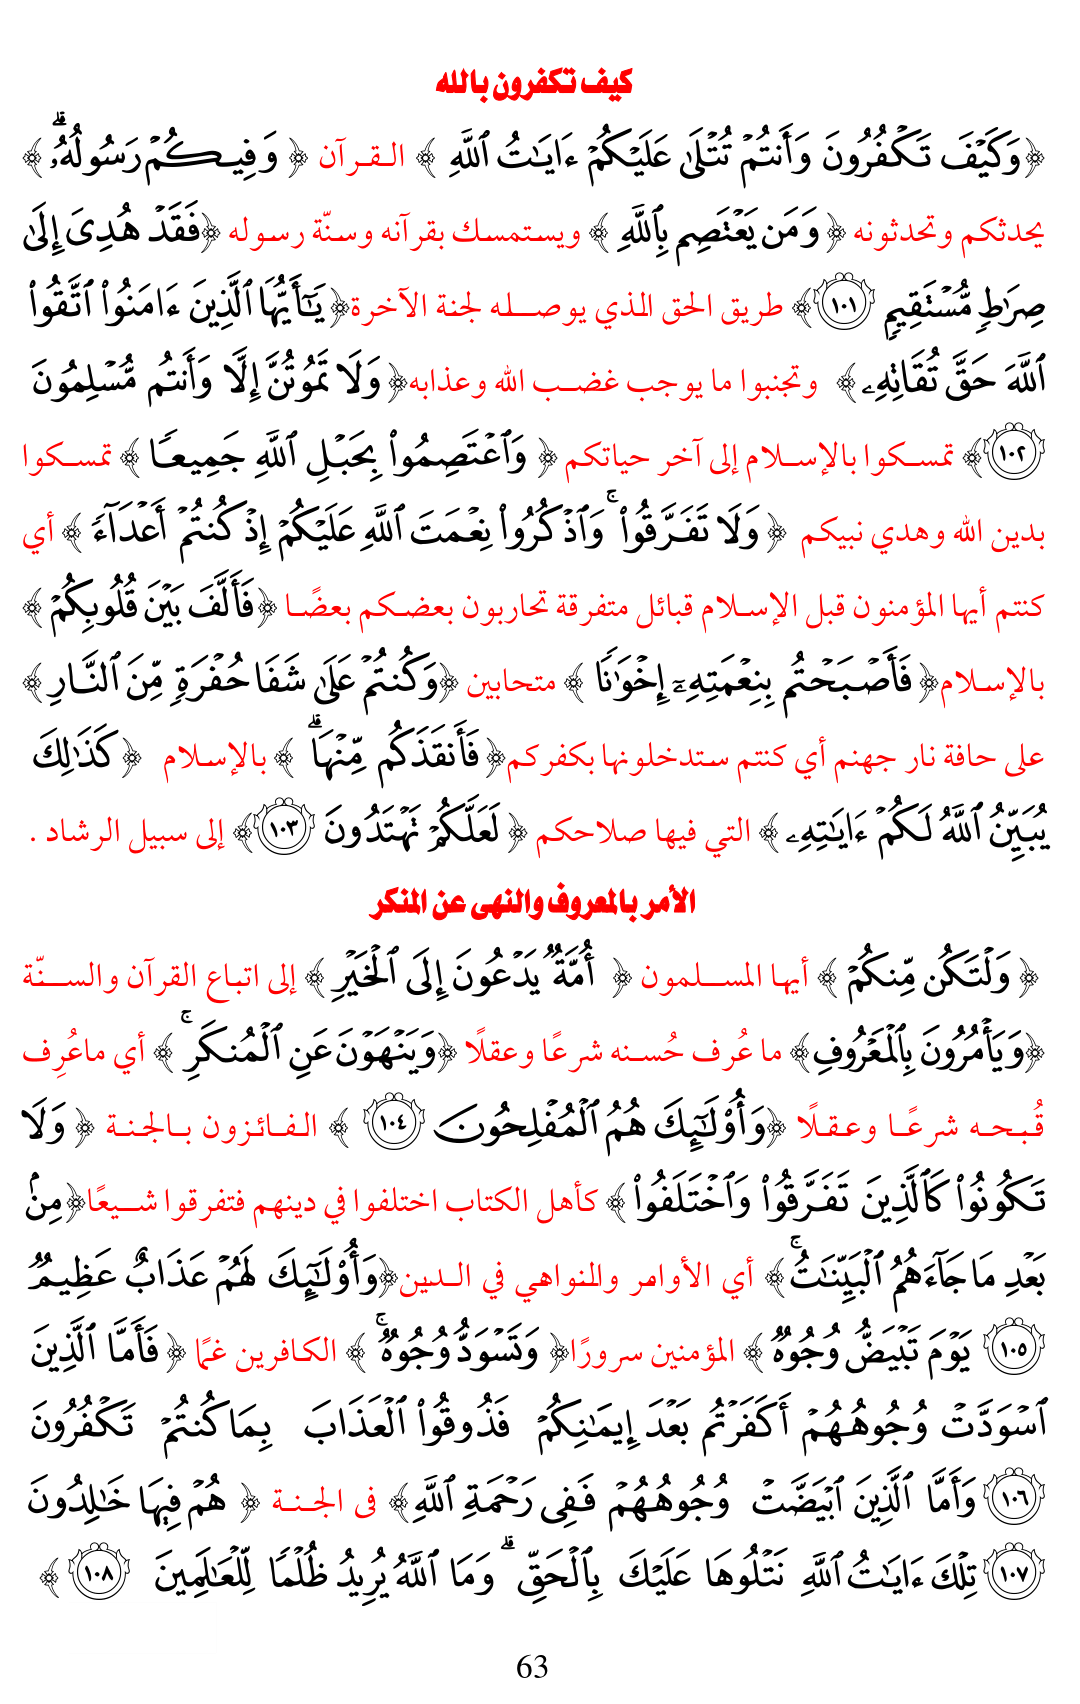 كيف تكفرون بالله
﴿وَكَيْفَ تَكْفُرُونَ وَأَنتُمْ تُتْلَىٰ عَلَيْكُمْ ءَايَـٰتُ ٱللَّهِ ﴾ القرآن ﴿ وَفِيكُمْ رَسُولُهُۥ ۗ ﴾
يحدثكم وتحدثونه ﴿ وَمَن يَعْتَصِم بِٱللَّهِ ﴾ ويستمسك بقرآنه وسنّة رسوله ﴿فَقَدْ هُدِىَ إِلَىٰ
صِرَٰطٍ مُّسْتَقِيمٍ ١٠١﴾ طريق الحق الذي يوصله لجنة الآخرة﴿يَـٰٓأَيُّهَا ٱلَّذِينَ ءَامَنُوا۟ ٱتَّقُوا۟
ٱللَّهَ حَقَّ تُقَاتِهِۦ ﴾ وتجنبوا ما يوجب غضب الله وعذابه﴿ وَلَا تَمُوتُنَّ إِلَّا وَأَنتُم مُّسْلِمُونَ
١٠٢﴾ تمسكوا بالإسلام إلى آخر حياتكم ﴿ وَٱعْتَصِمُوا۟ بِحَبْلِ ٱللَّهِ جَمِيعًا ﴾ تمسكوا
بدين الله وهدي نبيكم ﴿ وَلَا تَفَرَّقُوا۟ ۚ وَٱذْكُرُوا۟ نِعْمَتَ ٱللَّهِ عَلَيْكُمْ إِذْ كُنتُمْ أَعْدَآءً ﴾ أي
كنتم أيها المؤمنون قبل الإسلام قبائل متفرقة تحاربون بعضكم بعضًا ﴿فَأَلَّفَ بَيْنَ قُلُوبِكُمْ ﴾
بالإسلام﴿ فَأَصْبَحْتُم بِنِعْمَتِهِۦٓ إِخْوَٰنًا ﴾ متحابين ﴿وَكُنتُمْ عَلَىٰ شَفَا حُفْرَةٍ مِّنَ ٱلنَّارِ ﴾
على حافة نار جهنم أي كنتم ستدخلونها بكفركم﴿ فَأَنقَذَكُم مِّنْهَا ۗ ﴾ بالإسلام ﴿ كَذَٰلِكَ
يُبَيِّنُ ٱللَّهُ لَكُمْ ءَايَـٰتِهِۦ ﴾ التي فيها صلاحكم ﴿ لَعَلَّكُمْ تَهْتَدُونَ ١٠٣﴾ إلى سبيل الرشاد .
الأمر بالمعروف والنهى عن المنكر
﴿ وَلْتَكُن مِّنكُمْ ﴾ أيها المسلمون ﴿ أُمَّةٌ يَدْعُونَ إِلَى ٱلْخَيْرِ ﴾ إلى اتباع القرآن والسنّة
﴿وَيَأْمُرُونَ بِٱلْمَعْرُوفِ﴾ ما عُرف حُسنه شرعًا وعقلًا ﴿وَيَنْهَوْنَ عَنِ ٱلْمُنكَرِ ۚ ﴾ أي ماعُرِف
قُبحه شرعًا وعقلًا ﴿وَأُو۟لَـٰٓئِكَ هُمُ ٱلْمُفْلِحُونَ ١٠٤ ﴾ الفائزون بالجنة ﴿ وَلَا
تَكُونُوا۟ كَٱلَّذِينَ تَفَرَّقُوا۟ وَٱخْتَلَفُوا۟ ﴾ كأهل الكتاب اختلفوا في دينهم فتفرقوا شيعًا﴿مِنۢ
بَعْدِ مَا جَآءَهُمُ ٱلْبَيِّنَـٰتُ ۚ ﴾ أي الأوامر والنواهي في الدين﴿وَأُو۟لَـٰٓئِكَ لَهُمْ عَذَابٌ عَظِيمٌ
١٠٥ يَوْمَ تَبْيَضُّ وُجُوهٌ ﴾ المؤمنين سرورًا﴿ وَتَسْوَدُّ وُجُوهٌ ۚ ﴾ الكافرين غمًا ﴿ فَأَمَّا ٱلَّذِينَ
ٱسْوَدَّتْ وُجُوهُهُمْ أَكَفَرْتُم بَعْدَ إِيمَـٰنِكُمْ فَذُوقُوا۟ ٱلْعَذَابَ بِمَا كُنتُمْ تَكْفُرُونَ
١٠٦ وَأَمَّا ٱلَّذِينَ ٱبْيَضَّتْ وُجُوهُهُمْ فَفِى رَحْمَةِ ٱللَّهِ﴾ فى الجنة ﴿ هُمْ فِيهَا خَـٰلِدُونَ
١٠٧ تِلْكَ ءَايَـٰتُ ٱللَّهِ نَتْلُوهَا عَلَيْكَ بِٱلْحَقِّ ۗ وَمَا ٱللَّهُ يُرِيدُ ظُلْمًا لِّلْعَـٰلَمِينَ ١٠٨ ﴾
63